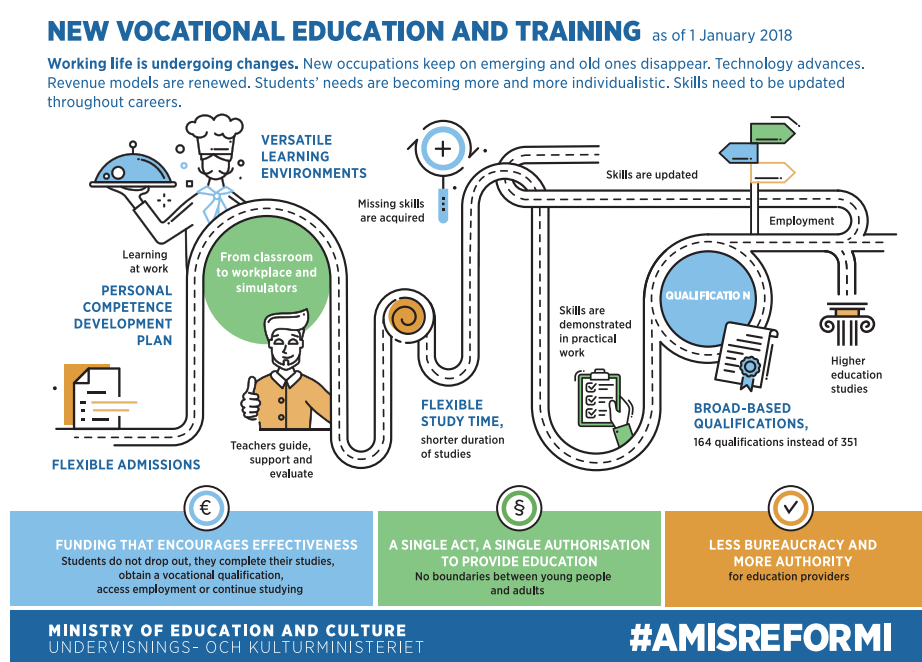 NEW VOCATIONAL EDUCATION AND TRAINING as of 1 January 2018
Working life is undergoing changes. New occupations keep on emerging and old ones disappear. Technology advances.
Revenue models are renewed. Students’ needs are becoming more and more individualistic. Skills need to be updated
throughout careers.
VERSATILE
LEARNING
ENVIRONMENTS
Learning
at work
From classroom
to workplace and
simulators
PERSONAL
COMPETENCE
DEVELOPMENT
PLAN
FLEXIBLE ADMISSIONS
Teachers guide,
support and
evaluate
Missing skills
are acquired
FLEXIBLE
STUDY TIME,
shorter duration
of studies
Skills are
demonstrated
in practical
work
Skills are updated
Employment
QUALIFICATION
Higher
education
studies
BROAD-BASED
QUALIFICATIONS,
164 qualifications instead of 351
€
FUNDING THAT ENCOURAGES EFFECTIVENESS
Students do not drop out, they complete their studies,
obtain a vocational qualification,
access employment or continue studying
§
A SINGLE ACT, A SINGLE AUTHORISATION
TO PROVIDE EDUCATION
No boundaries between young people
and adults
LESS BUREAUCRACY AND
MORE AUTHORITY
for education providers
MINISTRY OF EDUCATION AND CULTURE
UNDERVISNINGS- OCH KULTURMINISTERIET
#AMISREFORMI